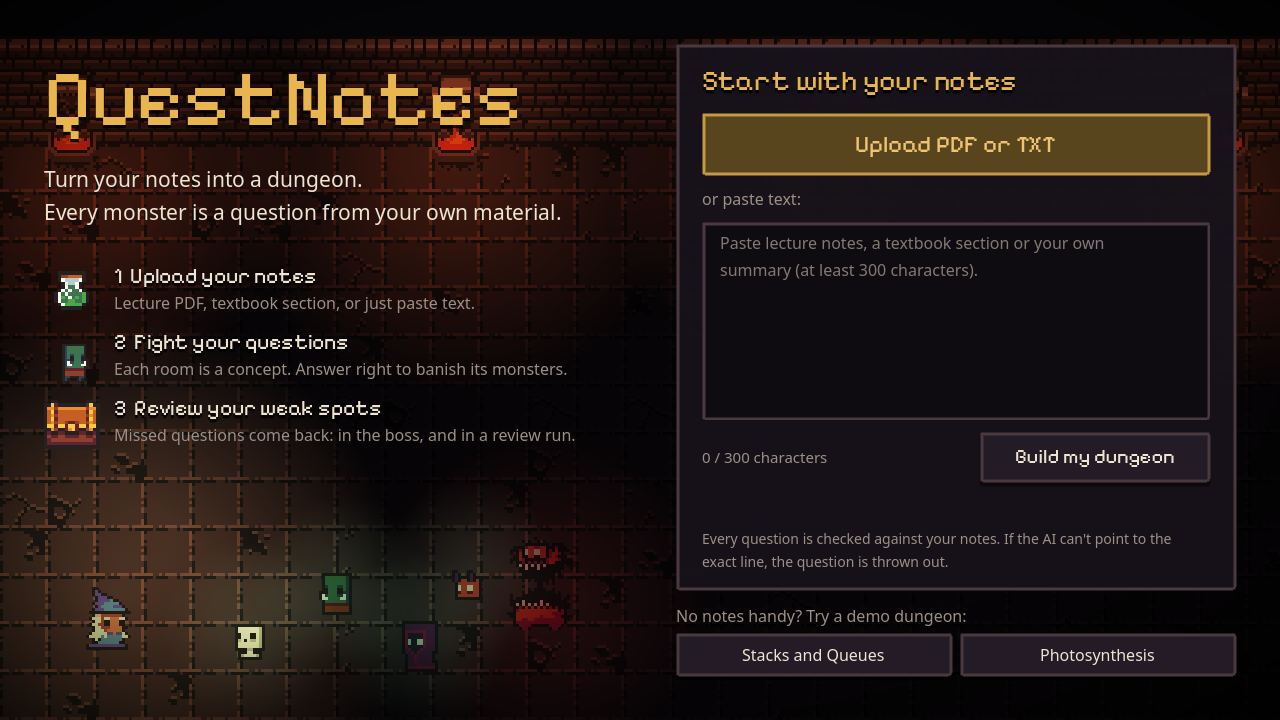 QuestNotes
Turn your notes into a dungeon.
Every monster is a question from your own material.
1 Upload your notes
Lecture PDF, textbook section, or just paste text.
2 Fight your questions
Each room is a concept. Answer right to banish its monsters.
3 Review your weak spots
Missed questions come back: in the boss, and in a review run.
Start with your notes
Upload PDF or TXT
or paste text:
Paste lecture notes, a textbook section or your own
summary (at least 300 characters).
0 / 300 characters
Build my dungeon
Every question is checked against your notes. If the AI can't point to the
exact line, the question is thrown out.
No notes handy? Try a demo dungeon:
Stacks and Queues
Photosynthesis